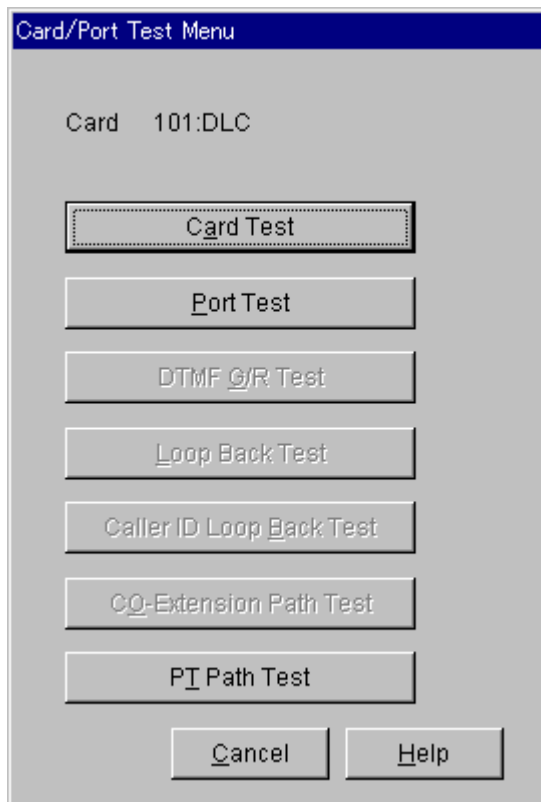 Card/Port Test Menu
Card 101:DLC
Card Test
Port Test
DTMF G/R Test
Loop Back Test
Caller ID Loop Back Test
CO-Extension Path Test
PT Path Test
Cancel Help